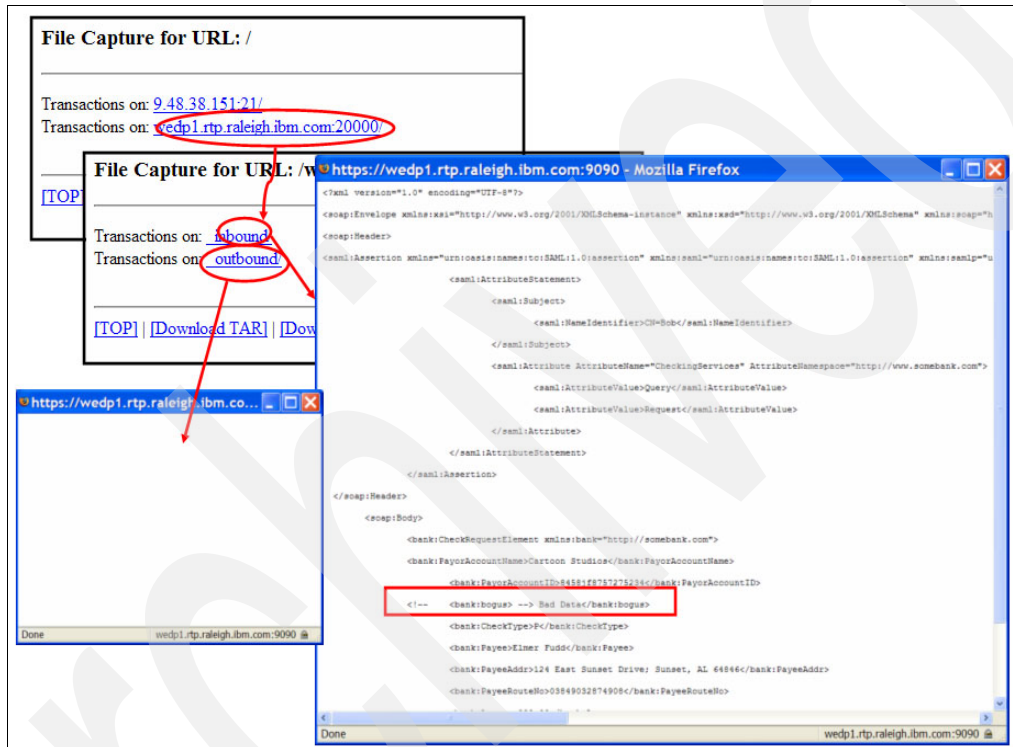 File Capture for URL: /
Transactions on: 9.48.38.151:21/
Transactions on: wedp1.rtp.raleigh.ibm.com:20000/
[TOP]
File Capture for URL: /w
Transactions on: inbound/
Transactions on: outbound/
[TOP] | [Download TAR] | [Dow
https://wedp1.rtp.raleigh.ibm.com:9090 - Mozilla Firefox
<?xml version="1.0" encoding="UTF-8"?>
<soap:Envelope xmlns:xsi="http://www.w3.org/2001/XMLSchema-instance" xmlns:xsd="http://www.w3.org/2001/XMLSchema" xmlns:soap="h
<soap:Header>
<saml:Assertion xmlns="urn:oasis:names:tc:SAML:1.0:assertion" xmlns:saml="urn:oasis:names:tc:SAML:1.0:assertion" xmlns:samlp="u
<saml:AttributeStatement>
<saml:Subject>
<saml:NameIdentifier>CN=Bob</saml:NameIdentifier>
</saml:Subject>
<saml:Attribute AttributeName="CheckingServices" AttributeNamespace="http://www.somebank.com">
<saml:AttributeValue>Query</saml:AttributeValue>
<saml:AttributeValue>Request</saml:AttributeValue>
</saml:Attribute>
</saml:AttributeStatement>
</saml:Assertion>
</soap:Header>
<soap:Body>
<bank:CheckRequestElement xmlns:bank="http://somebank.com">
<bank:PayorAccountName>Cartoon Studios</bank:PayorAccountName>
<bank:PayorAccountID>8458jf8757275234</bank:PayorAccountID>
<!-- <bank:bogus> --> Bad Data</bank:bogus>
<bank:CheckType>P</bank:CheckType>
<bank:Payee>Elmer Fudd</bank:Payee>
<bank:PayeeAddr>124 East Sunset Drive; Sunset, AL 64846</bank:PayeeAddr>
<bank:PayeeRouteNo>03849032874908</bank:PayeeRouteNo>
Done wedp1.rtp.raleigh.ibm.com:9090
https://wedp1.rtp.raleigh.ibm.co...
Done wedp1.rtp.raleigh.ibm.com:9090